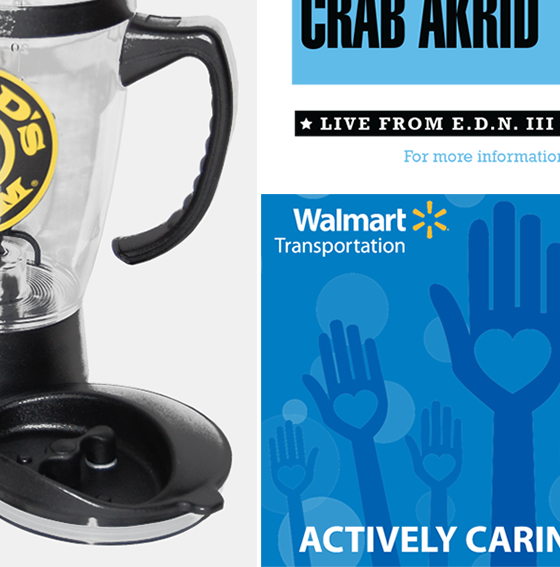 D'S
M®
CRAB AKRID
★ LIVE FROM E.D.N. III
For more information
Walmart
Transportation
ACTIVELY CARIN